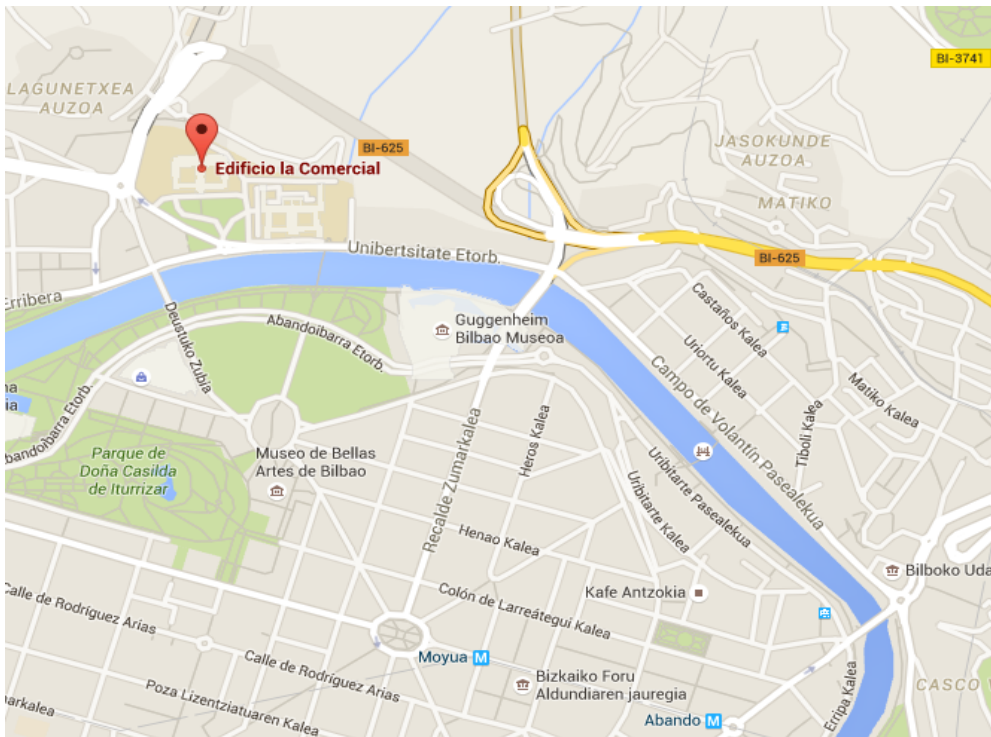 BI-3741
LAGUNETXEA
AUZOA
BI-625
JASOKUNDE
AUZOA
Edificio la Comercial
MATIKO
Unibertsitate Etorb.
BI-625
Erribera
Castaños Kalea
Deustuko Zubia
Abandoibarra Etorb.
Guggenheim
Bilbao Museoa
Uriortu Kalea
Campo de Volantín Pasealekua
Matiko Kalea
na
ia
Abandoibarra Etorb.
Tiboli Kalea
Heros Kalea
Recalde Zumarkalea
Museo de Bellas
Artes de Bilbao
Parque de
Doña Casilda
de Iturrizar
Uribitarte Pasealekua
Uribitarte Kalea
Henao Kalea
Bilboko Uda
Calle de Rodríguez Arias
Colón de Larreátegui Kalea
Kafe Antzokia
Moyua M
Calle de Rodríguez Arias
Bizkaiko Foru
Aldundiaren jauregia
Poza Lizentziatuaren Kalea
markalea
Erripa Kalea
CASCO
Abando M